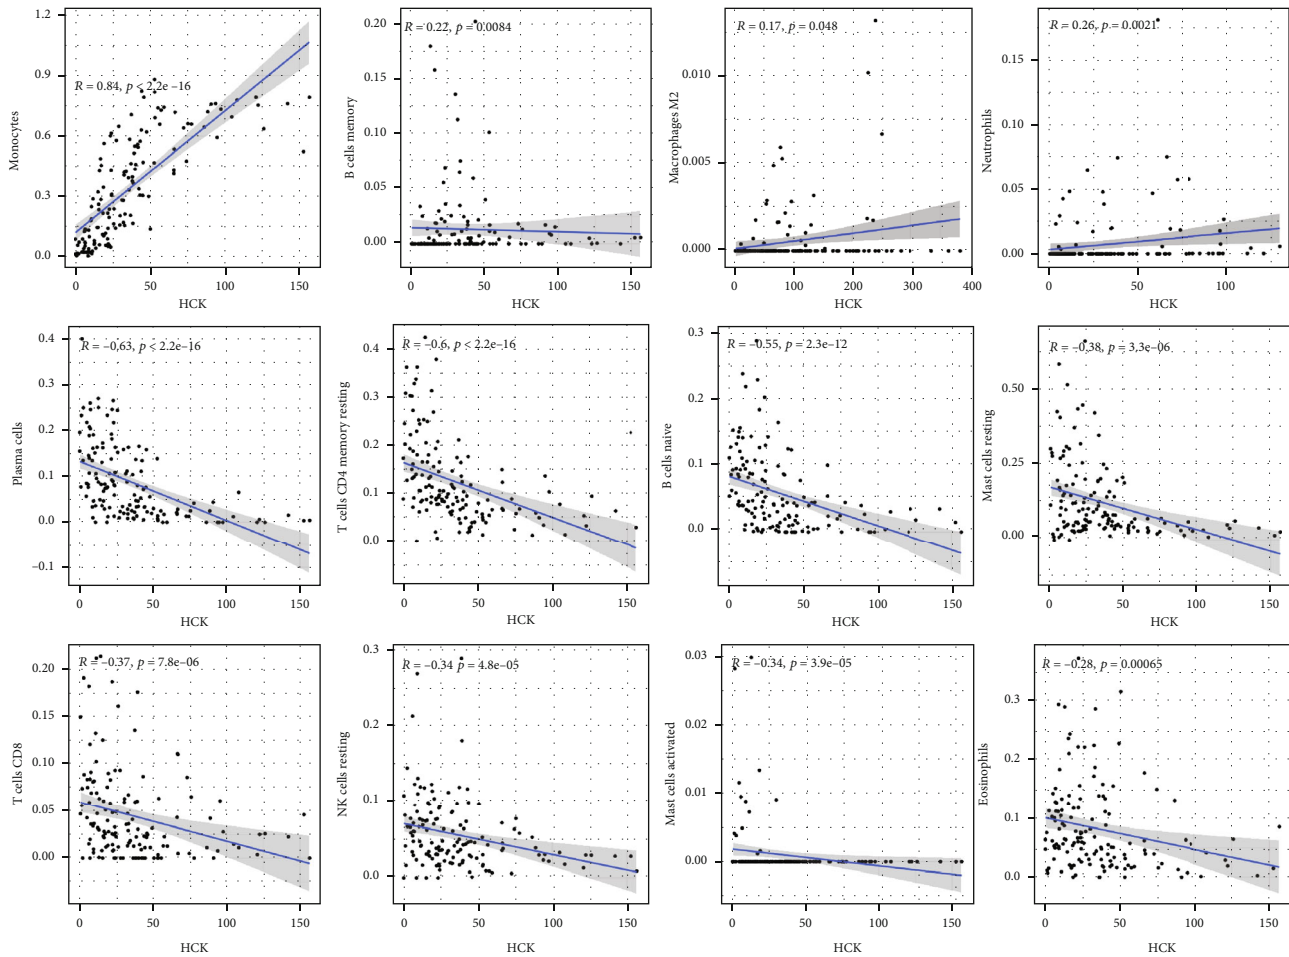 R = 0.84, p < 2.2e −16
Monocytes
1.2
0.9
0.6
0.3
0.0
0 50 100 150
HCK
R = 0.22, p = 0.0084
B cells memory
0.20
0.15
0.10
0.05
0.00
0 50 100 150
HCK
R = 0.17, p = 0.048
Macrophages M2
0.010
0.005
0.000
0 100 200 300 400
HCK
R = 0.26, p = 0.0021
Neutrophils
0.15
0.10
0.05
0.00
0 50 100
HCK
R = −0.63, p < 2.2e−16
Plasma cells
0.4
0.3
0.2
0.1
0.0
−0.1
0 50 100 150
HCK
R = −0.6, p < 2.2e−16
T cells CD4 memory resting
0.4
0.3
0.2
0.1
0.0
0 50 100 150
HCK
R = −0.55, p = 2.3e−12
B cells naive
0.3
0.2
0.1
0.0
0 50 100 150
HCK
R = −0.38, p = 3.3e−06
Mast cells resting
0.50
0.25
0.00
0 50 100 150
HCK
R = −0.37, p = 7.8e−06
T cells CD8
0.20
0.15
0.10
0.05
0.00
0 50 100 150
HCK
R = −0.34 p = 4.8e−05
NK cells resting
0.3
0.2
0.1
0.0
0 50 100 150
HCK
R = −0.34, p = 3.9e−05
Mast cells activated
0.03
0.02
0.01
0.00
0 50 100 150
HCK
R = −0.28, p = 0.00065
Eosinophils
0.3
0.2
0.1
0.0
0 50 100 150
HCK